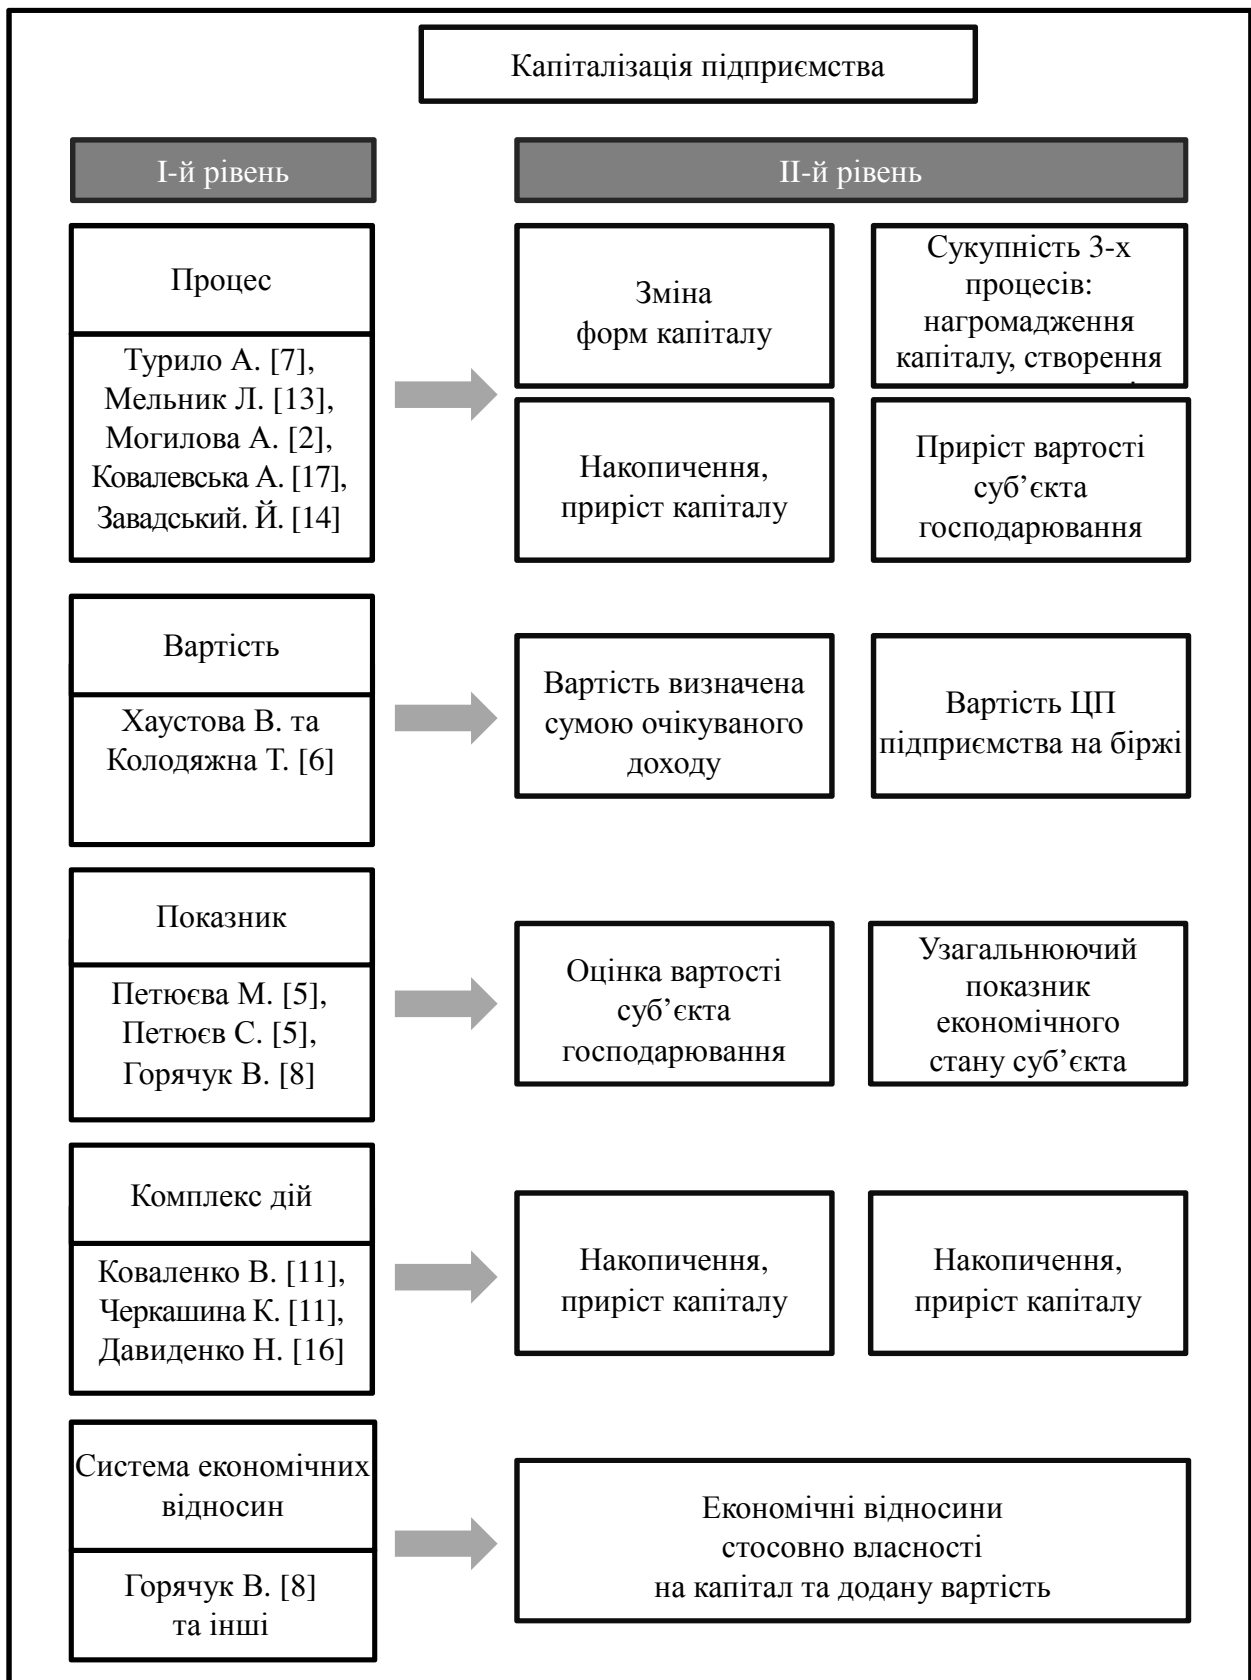 Капіталізація підприємства
І-й рівень
ІІ-й рівень
Процес
Турило А. [7],
Мельник Л. [13],
Могилова А. [2],
Ковалевська А. [17],
Завадський. Й. [14]
Зміна
форм капіталу
Сукупність 3-х
процесів:
нагромадження
капіталу, створення
Накопичення,
приріст капіталу
Приріст вартості
суб’єкта
господарювання
Вартість
Хаустова В. та
Колодяжна Т. [6]
Вартість визначена
сумою очікуваного
доходу
Вартість ЦП
підприємства на біржі
Показник
Петюєва М. [5],
Петюєв С. [5],
Горячук В. [8]
Оцінка вартості
суб’єкта
господарювання
Узагальнюючий
показник
економічного
стану суб’єкта
Комплекс дій
Коваленко В. [11],
Черкашина К. [11],
Давиденко Н. [16]
Накопичення,
приріст капіталу
Накопичення,
приріст капіталу
Система економічних
відносин
Горячук В. [8]
та інші
Економічні відносини
стосовно власності
на капітал та додану вартість